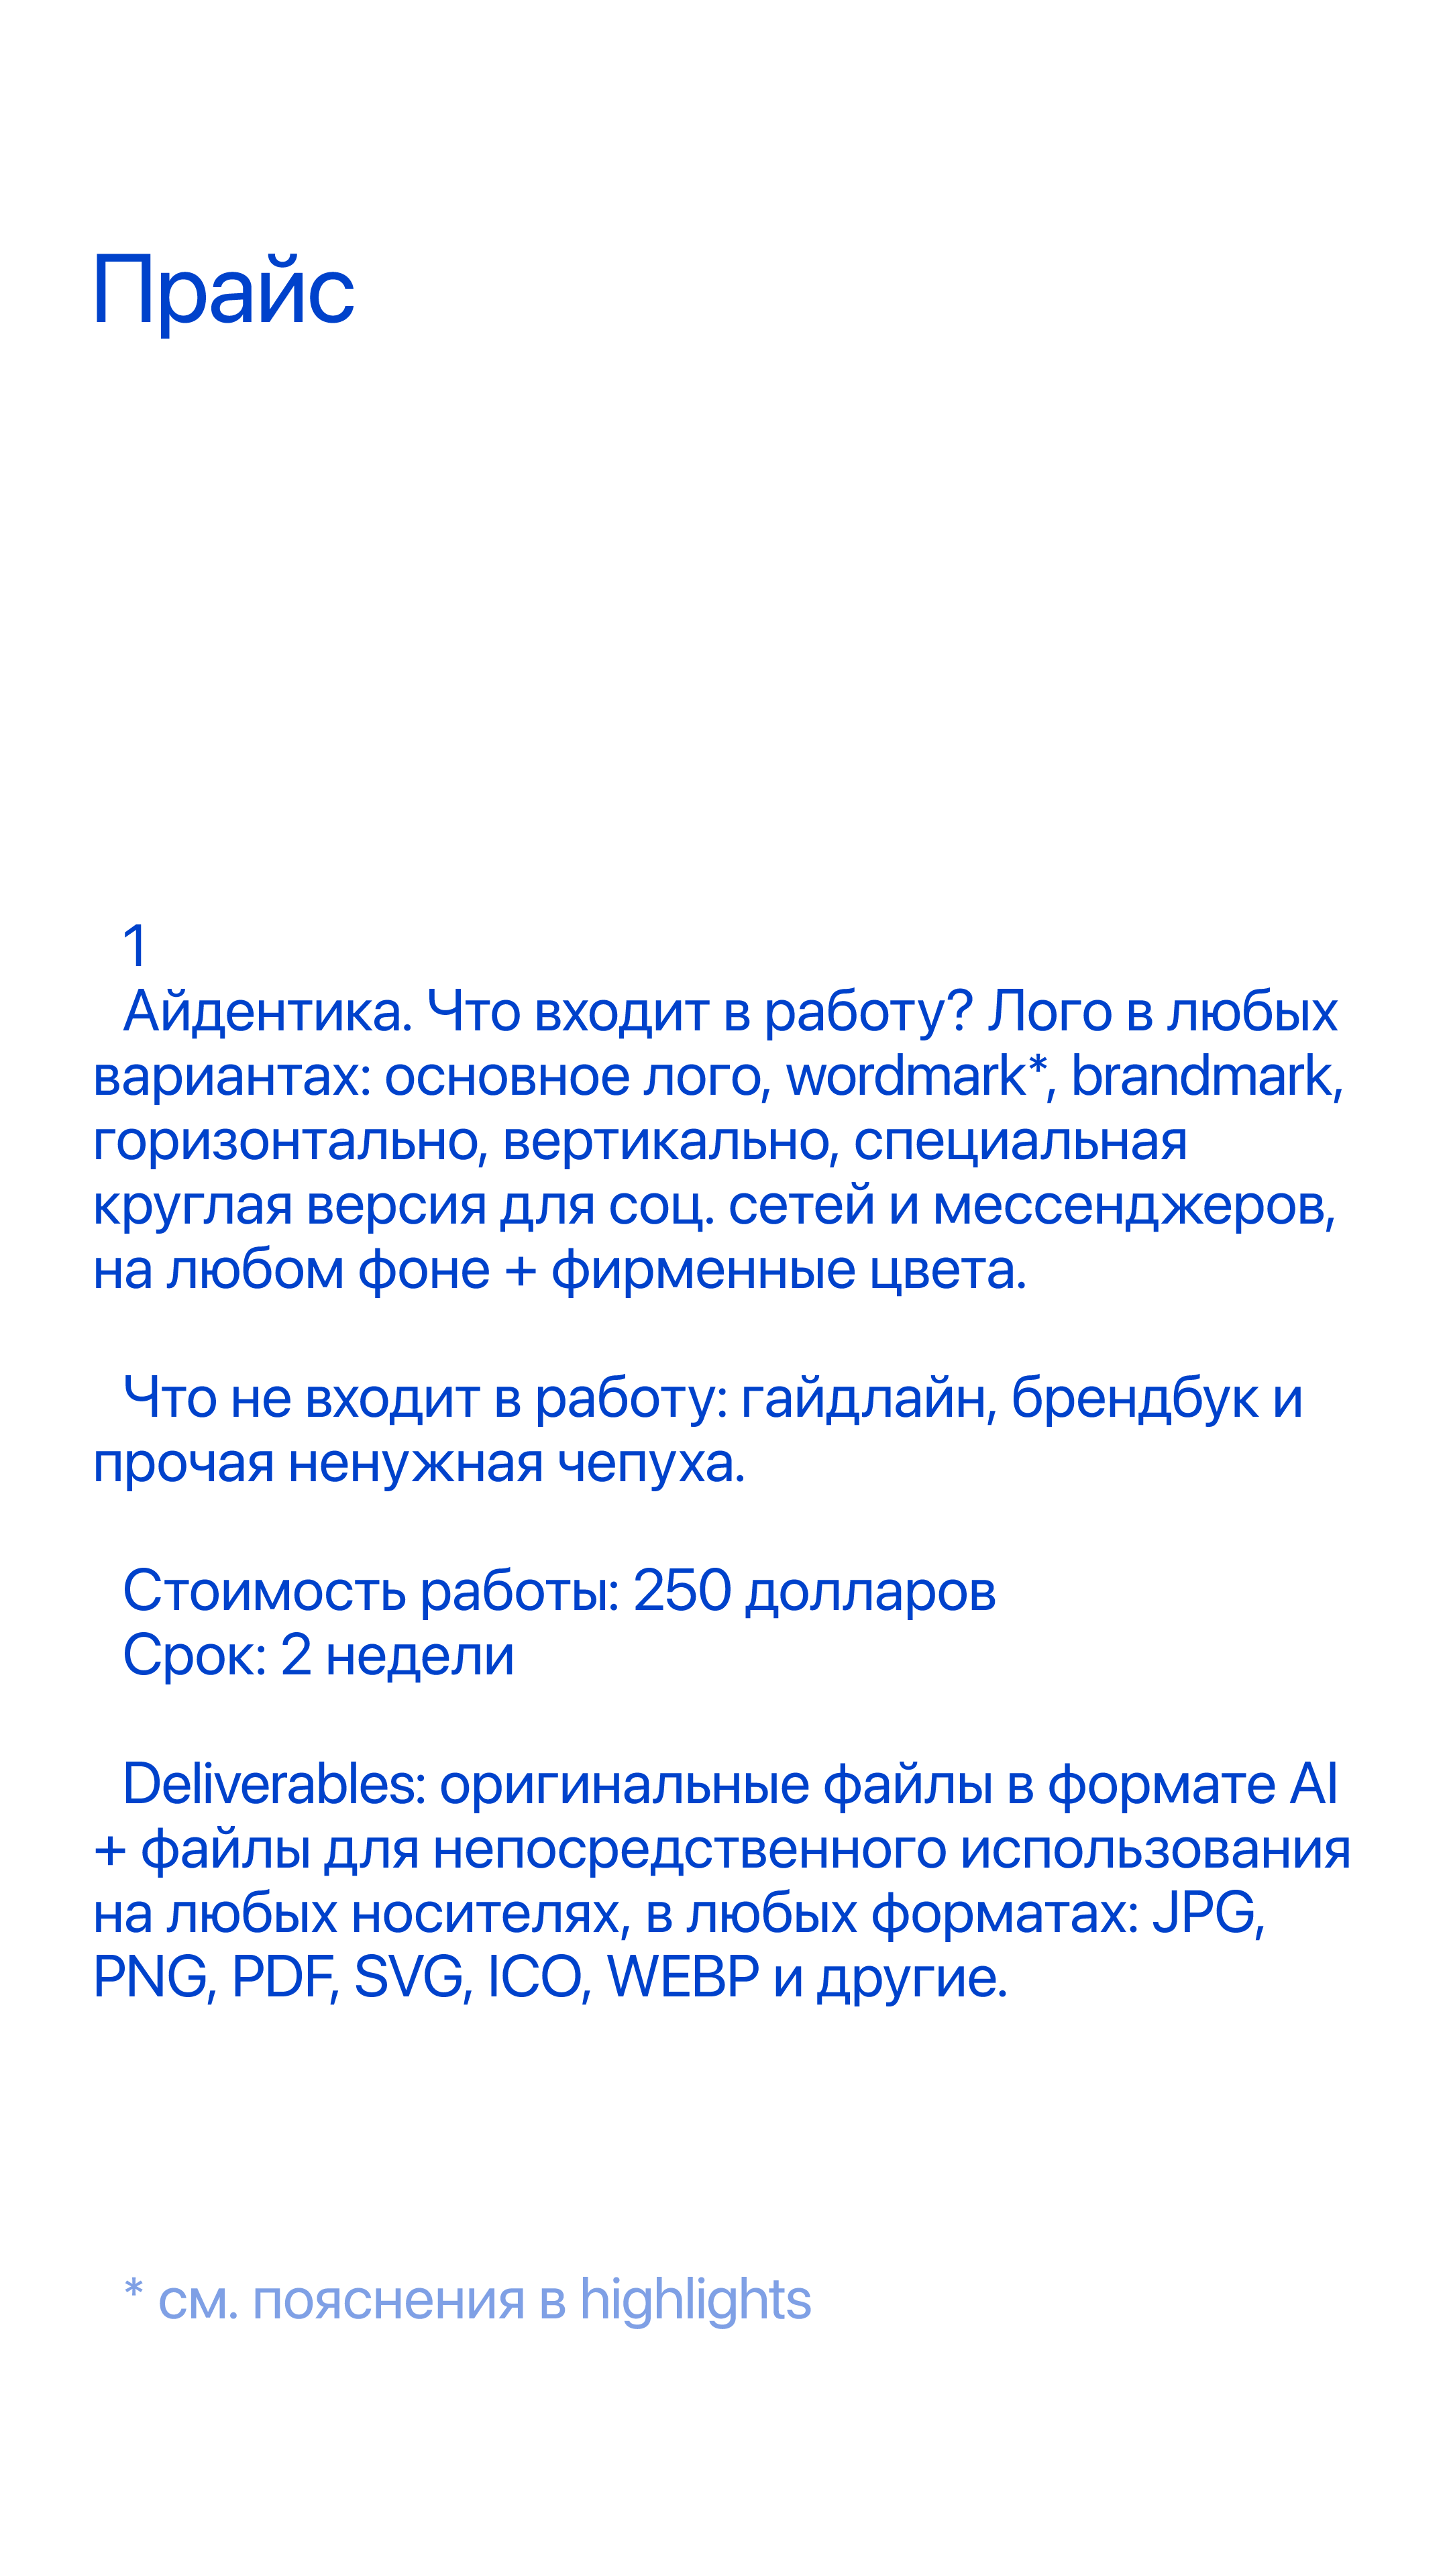 Прайс
1
Айдентика. Что входит в работу? Лого в любых
вариантах: основное лого, wordmark*, brandmark,
горизонтально, вертикально, специальная
круглая версия для соц. сетей и мессенджеров,
на любом фоне + фирменные цвета.
Что не входит в работу: гайдлайн, брендбук и
прочая ненужная чепуха.
Стоимость работы: 250 долларов
Срок: 2 недели
Deliverables: оригинальные файлы в формате AI
+ файлы для непосредственного использования
на любых носителях, в любых форматах: JPG,
PNG, PDF, SVG, ICO, WEBP и другие.
* см. пояснения в highlights